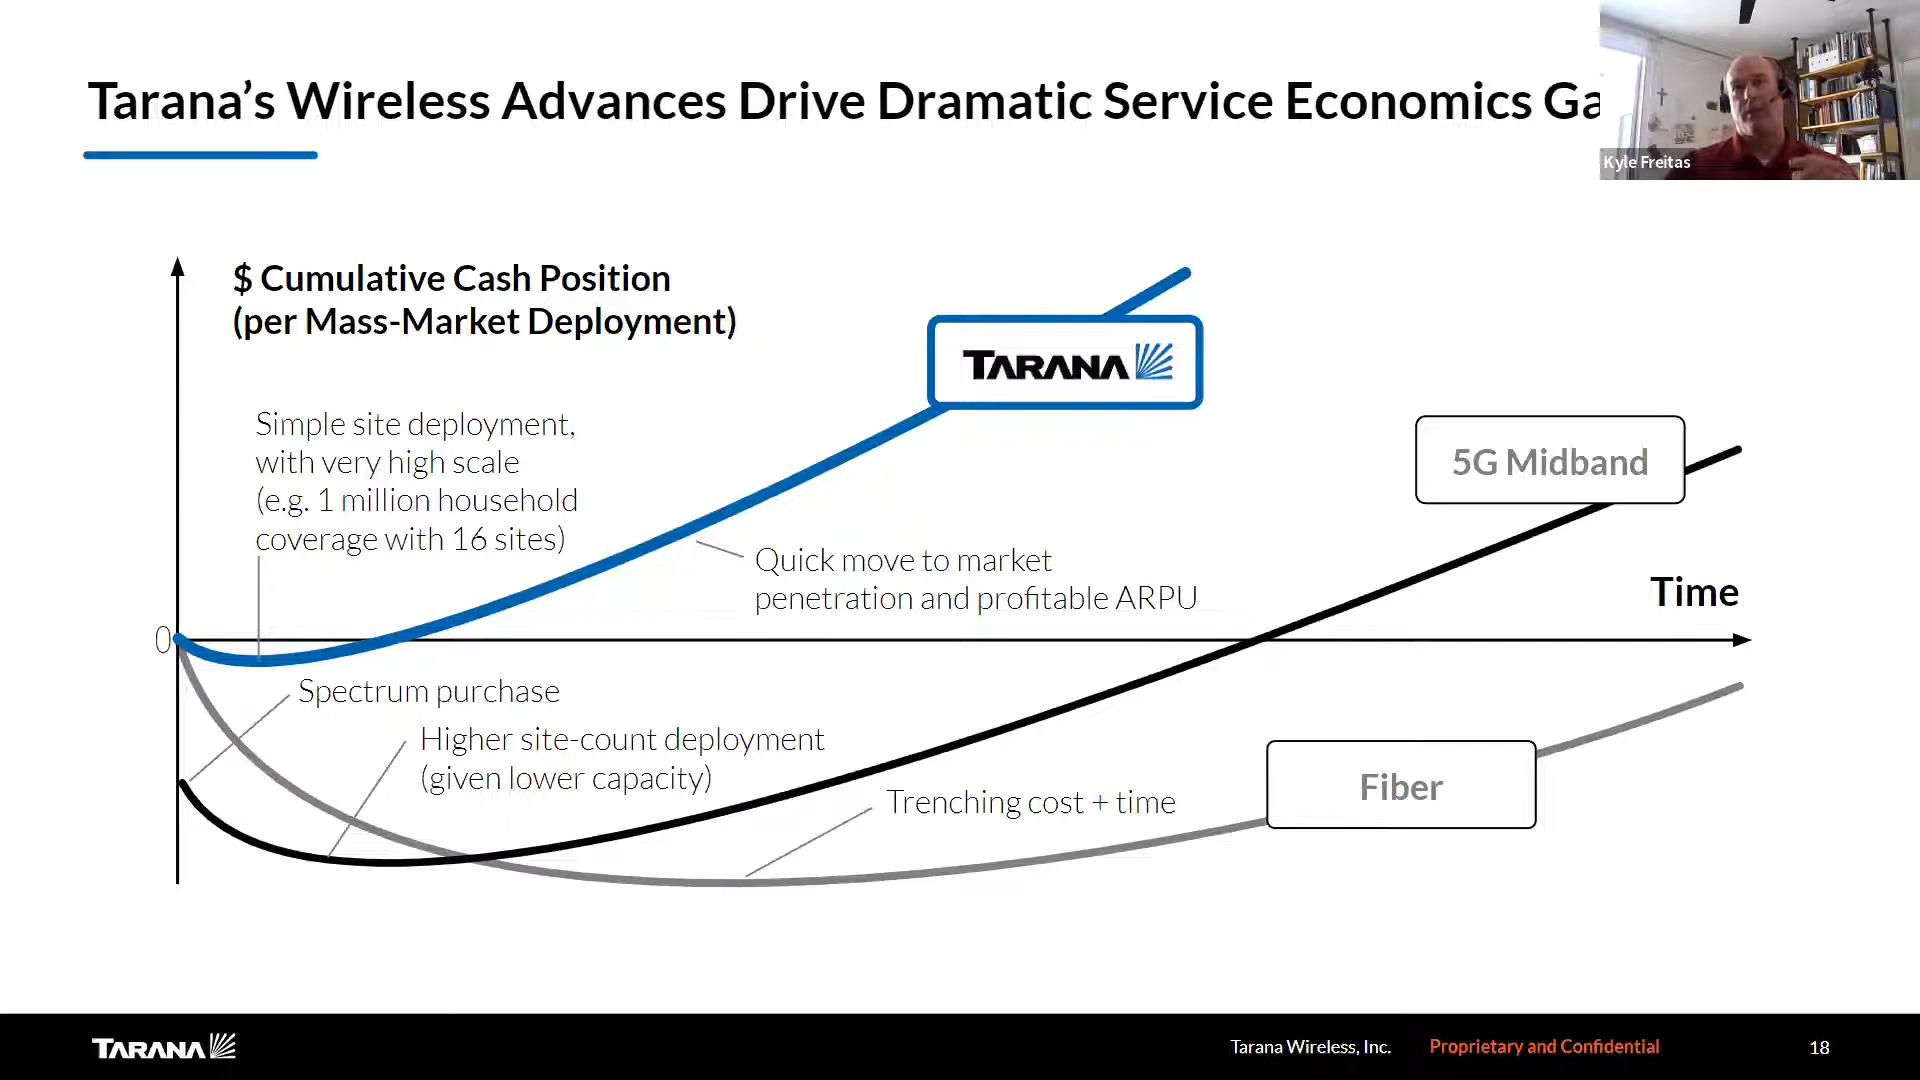 Tarana's Wireless Advances Drive Dramatic Service Economics Ga
Kyle Freitas
$ Cumulative Cash Position
(per Mass-Market Deployment)
TARANA
Simple site deployment,
with very high scale
(e.g. 1 million household
coverage with 16 sites)
5G Midband
Quick move to market
penetration and profitable ARPU
Time
0
Spectrum purchase
Higher site-count deployment
(given lower capacity)
Trenching cost + time
Fiber
TARANA
Tarana Wireless, Inc.
Proprietary and Confidential
18